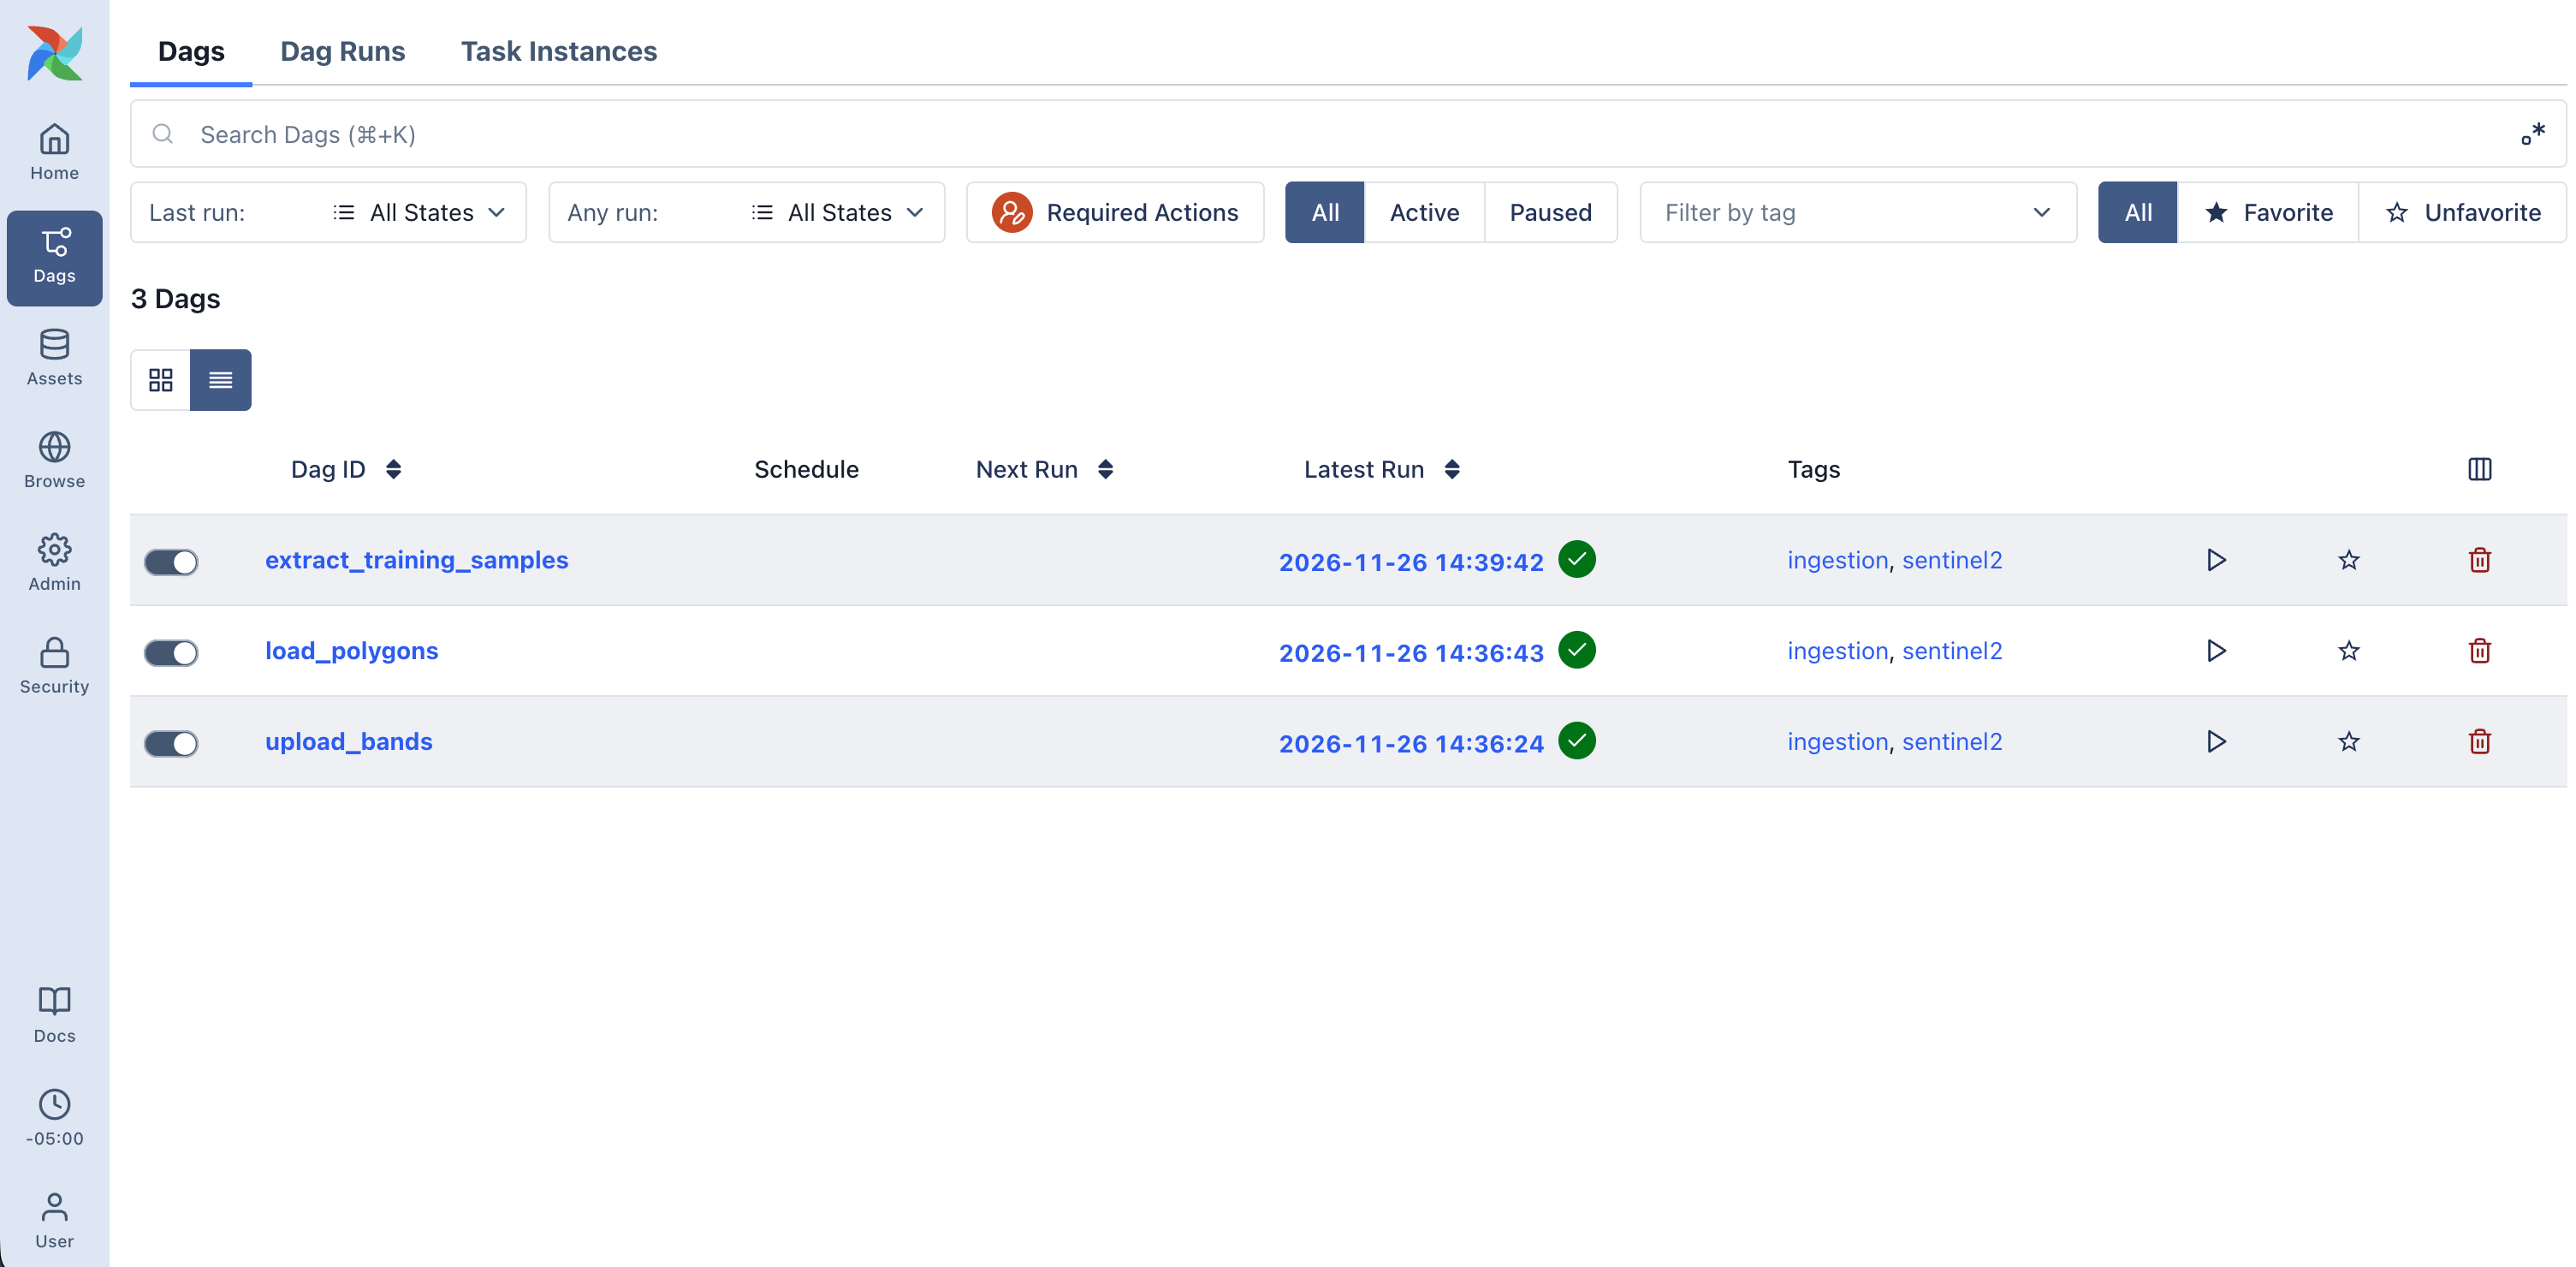 Dags Dag Runs Task Instances
Search Dags (⌘+K)
Last run: All States Any run: All States Required Actions All Active Paused Filter by tag All Favorite Unfavorite
3 Dags
Dag ID Schedule Next Run Latest Run Tags
extract_training_samples 2026-11-26 14:39:42 ingestion, sentinel2
load_polygons 2026-11-26 14:36:43 ingestion, sentinel2
upload_bands 2026-11-26 14:36:24 ingestion, sentinel2
Home
Dags
Assets
Browse
Admin
Security
Docs
-05:00
User